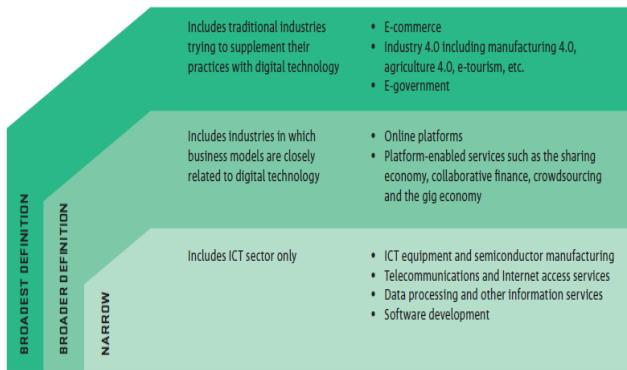 Includes traditional industries
trying to supplement their
practices with digital technology
• E-commerce
• Industry 4.0 including manufacturing 4.0,
agriculture 4.0, e-tourism, etc.
• E-government
Includes industries in which
business models are closely
related to digital technology
• Online platforms
• Platform-enabled services such as the sharing
economy, collaborative finance, crowdsourcing
and the gig economy
Includes ICT sector only
• ICT equipment and semiconductor manufacturing
• Telecommunications and Internet access services
• Data processing and other information services
• Software development
BROADEST DEFINITION
BROADER DEFINITION
NARROW